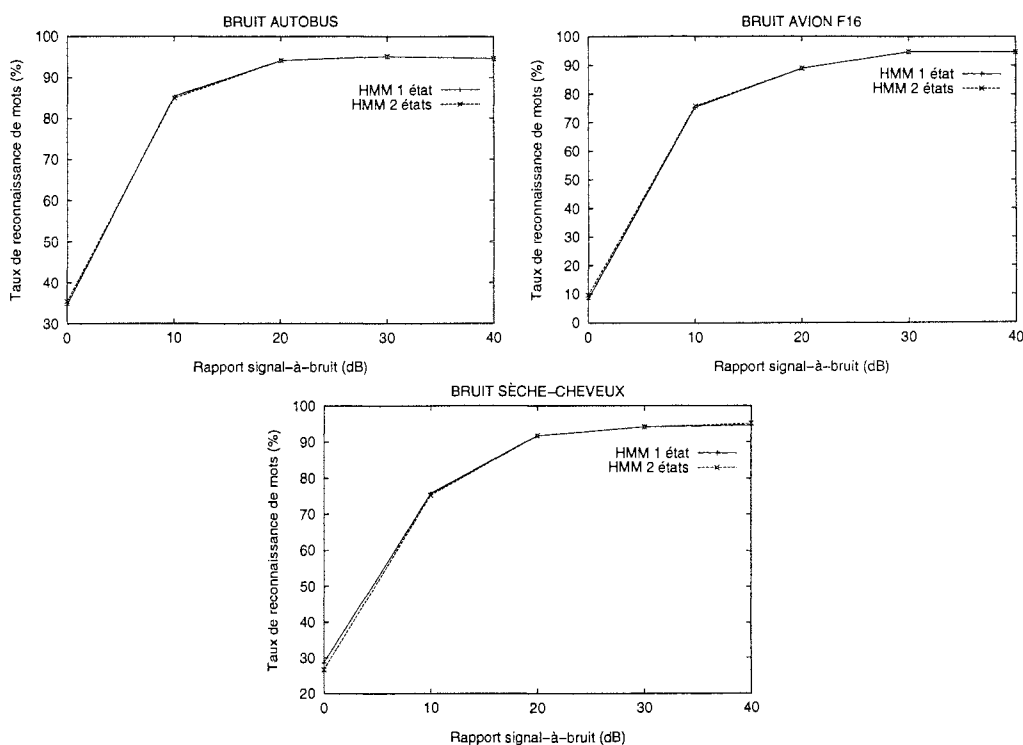 BRUIT AUTOBUS
Taux de reconnaissance de mots (%)
100
90
80
70
60
50
40
30
0
10
20
30
40
HMM 1 état
HMM 2 états
Rapport signal-à-bruit (dB)
BRUIT AVION F16
Taux de reconnaissance de mots (%)
100
90
80
70
60
50
40
30
20
10
0
0
10
20
30
40
HMM 1 état
HMM 2 états
Rapport signal-à-bruit (dB)
BRUIT SÈCHE-CHEVEUX
Taux de reconnaissance de mots (%)
100
90
80
70
60
50
40
30
20
0
10
20
30
40
HMM 1 état
HMM 2 états
Rapport signal-à-bruit (dB)